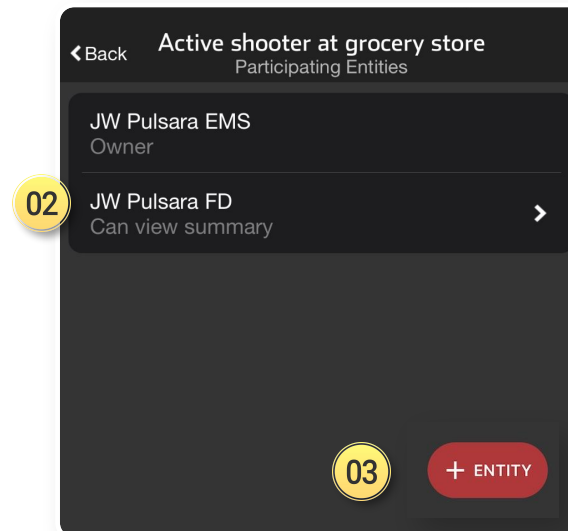 Back
Active shooter at grocery store
Participating Entities
JW Pulsara EMS
Owner
02
JW Pulsara FD
Can view summary
03
+ ENTITY